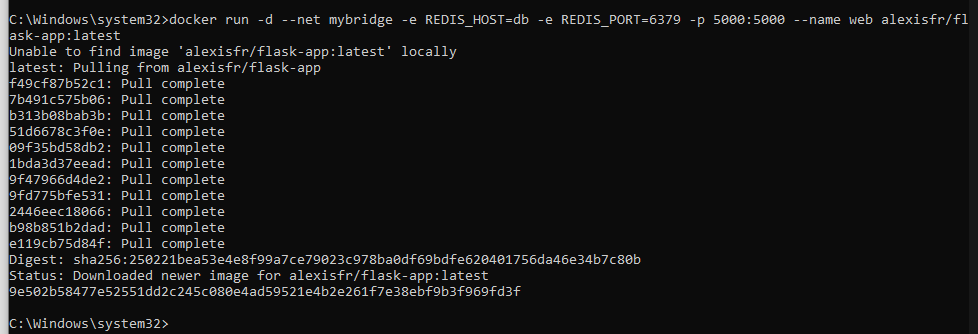 C:\Windows\system32>docker run -d --net mybridge -e REDIS_HOST=db -e REDIS_PORT=6379 -p 5000:5000 --name web alexisfr/fl
ask-app:latest
Unable to find image 'alexisfr/flask-app:latest' locally
latest: Pulling from alexisfr/flask-app
f49cf87b52c1: Pull complete
7b491c575b06: Pull complete
b313b08bab3b: Pull complete
51d6678c3f0e: Pull complete
09f35bd58db2: Pull complete
1bda3d37eead: Pull complete
9f47966d4de2: Pull complete
9fd775bfe531: Pull complete
2446eec18066: Pull complete
b98b851b2dad: Pull complete
e119cb75d84f: Pull complete
Digest: sha256:250221bea53e4e8f99a7ce79023c978ba0df69bdfe620401756da46e34b7c80b
Status: Downloaded newer image for alexisfr/flask-app:latest
9e502b58477e52551dd2c245c080e4ad59521e4b2e261f7e38ebf9b3f969fd3f
C:\Windows\system32>